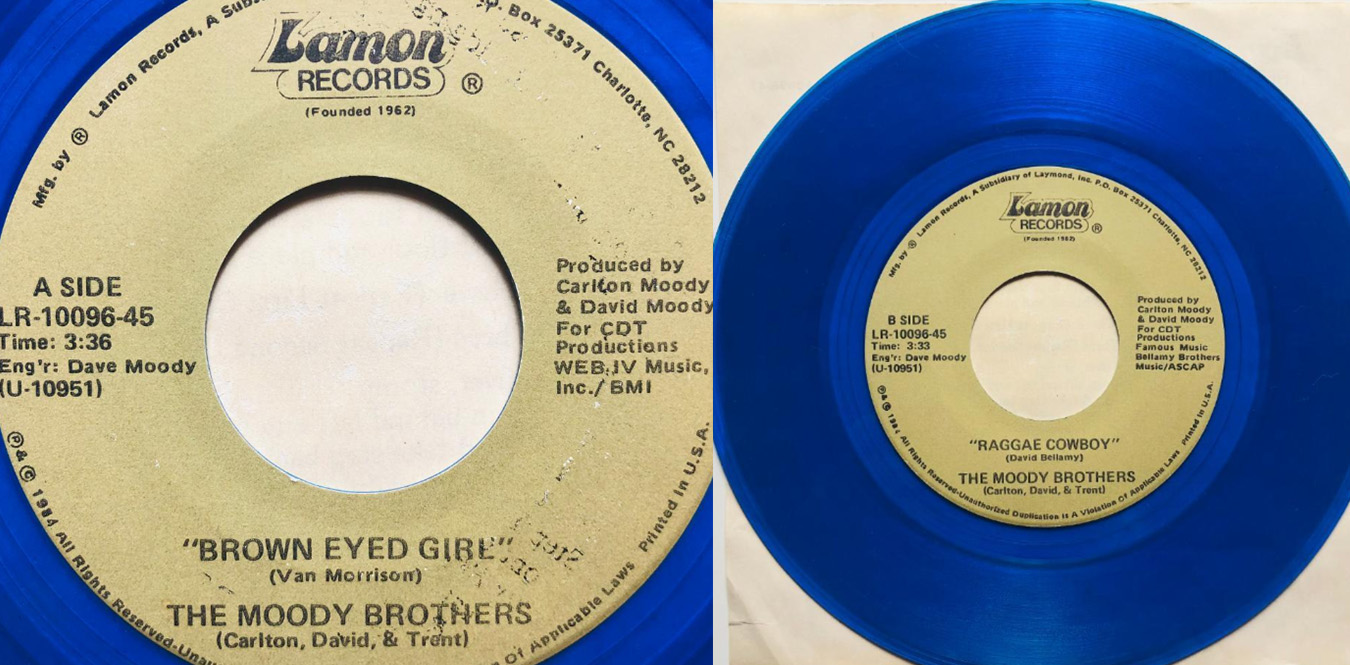 Mfg. by ® Lamon Records, A Subs
P.O. Box 25371 Charlotte, NC 28212
Lamon
RECORDS ®
(Founded 1962)
A SIDE
LR-10096-45
Time: 3:36
Eng'r: Dave Moody
(U-10951)
Produced by
Carlton Moody
& David Moody
For CDT
Productions
WEB IV Music,
Inc./ BMI
"BROWN EYED GIRL"
(Van Morrison)
THE MOODY BROTHERS
(Carlton, David, & Trent)
℗& © 1984 All Rights Reserved-Unau
Of Applicable Laws Printed In U.S.A.
Mfg. by ® Lamon Records, A Subsidiary of Laymond, Inc. P.O. Box 25371 Charlotte, NC 28212
Lamon
RECORDS ®
(Founded 1962)
B SIDE
LR-10096-45
Time: 3:33
Eng'r: Dave Moody
(U-10951)
Produced by
Carlton Moody
& David Moody
For CDT
Productions
Famous Music
Bellamy Brothers
Music/ASCAP
"RAGGAE COWBOY"
(David Bellamy)
THE MOODY BROTHERS
(Carlton, David, & Trent)
℗& © 1984 All Rights Reserved-Unauthorized Duplication Is A Violation Of Applicable Laws Printed In U.S.A.